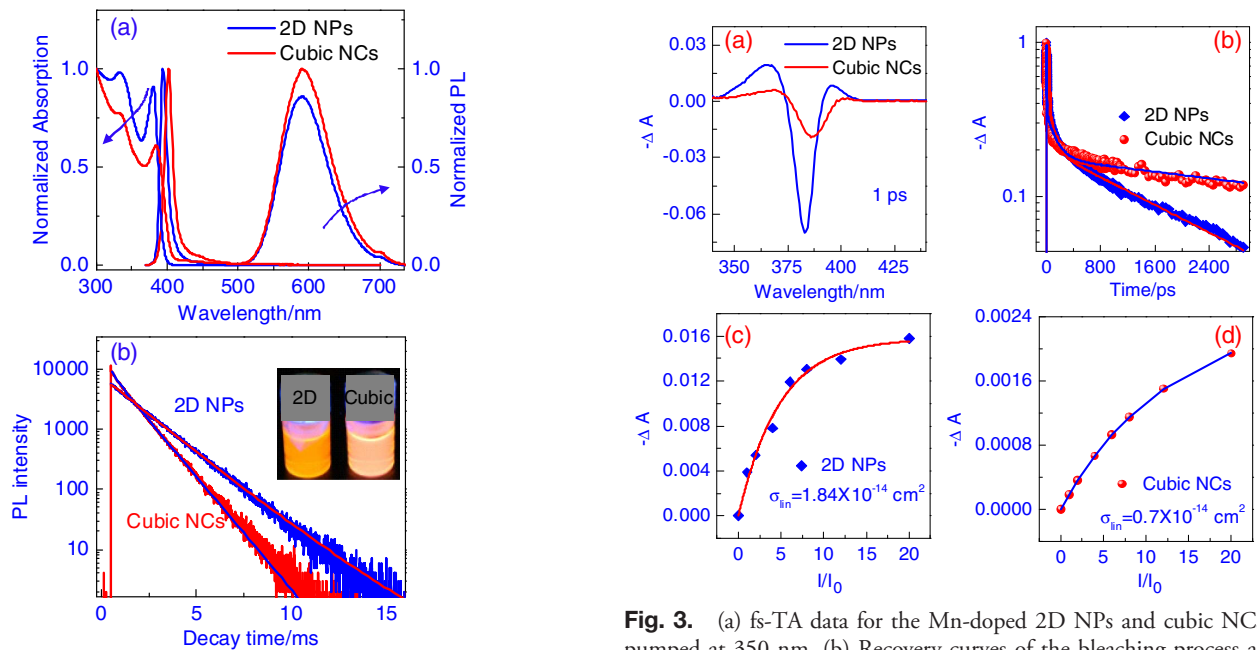 (a)
2D NPs
Cubic NCs
1.0
0.5
0.0
Normalized Absorption
1.0
0.5
0.0
Normalized PL
300 400 500 600 700
Wavelength/nm
(b)
10000
1000
100
10
PL intensity
2D NPs
Cubic NCs
2D Cubic
0 5 10 15
Decay time/ms
(a)
2D NPs
Cubic NCs
0.03
0.00
-0.03
-0.06
-Δ A
1 ps
350 375 400 425
Wavelength/nm
(b)
1
0.1
-Δ A
2D NPs
Cubic NCs
0 800 1600 2400
Time/ps
(c)
0.016
0.012
0.008
0.004
0.000
-Δ A
2D NPs
σlin=1.84X10-14 cm2
0 5 10 15 20
I/I0
(d)
0.0024
0.0016
0.0008
0.0000
-Δ A
Cubic NCs
σlin=0.7X10-14 cm2
0 5 10 15 20
I/I0
Fig. 3. (a) fs-TA data for the Mn-doped 2D NPs and cubic NC
pumped at 350 nm. (b) Recovery curves of the bleaching process a